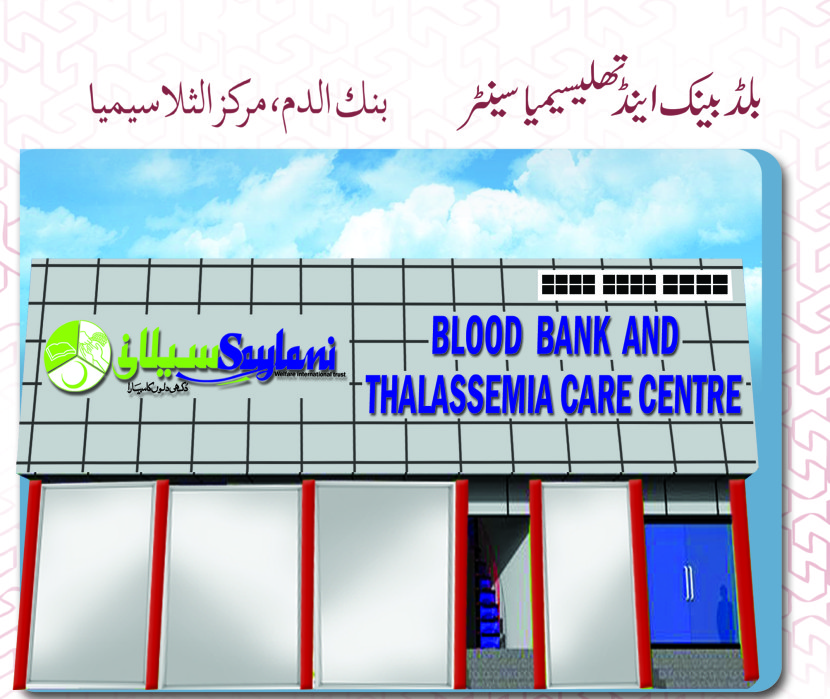 بلڈ بینک اینڈ تھلیسیمیا سینٹر
بنك الدم، مركز الثلاسيميا
سیلانی Saylani
Welfare International trust
دُکھی دلوں کا سہارا
BLOOD BANK AND
THALASSEMIA CARE CENTRE